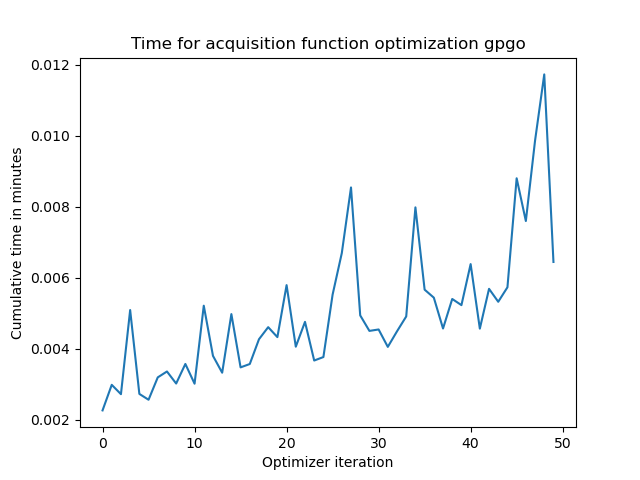 Time for acquisition function optimization gpgo
0.012
0.010
0.008
0.006
0.004
0.002
Cumulative time in minutes
0 10 20 30 40 50
Optimizer iteration